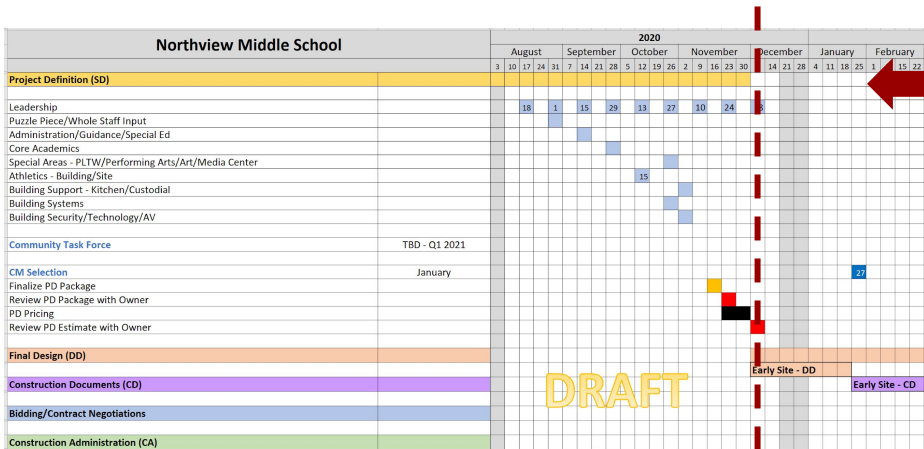 2020
Northview Middle School
August September October November December January February
3 10 17 24 31 7 14 21 28 5 12 19 26 2 9 16 23 30 14 21 28 4 11 18 25 1 15 22
Project Definition (SD)
Leadership 18 1 15 29 13 27 10 24
Puzzle Piece/Whole Staff Input
Administration/Guidance/Special Ed
Core Academics
Special Areas - PLTW/Performing Arts/Art/Media Center
Athletics - Building/Site 15
Building Support - Kitchen/Custodial
Building Systems
Building Security/Technology/AV
Community Task Force TBD - Q1 2021
CM Selection January 27
Finalize PD Package
Review PD Package with Owner
PD Pricing
Review PD Estimate with Owner
Final Design (DD)
Early Site - DD
Construction Documents (CD) Early Site - CD
DRAFT
Bidding/Contract Negotiations
Construction Administration (CA)